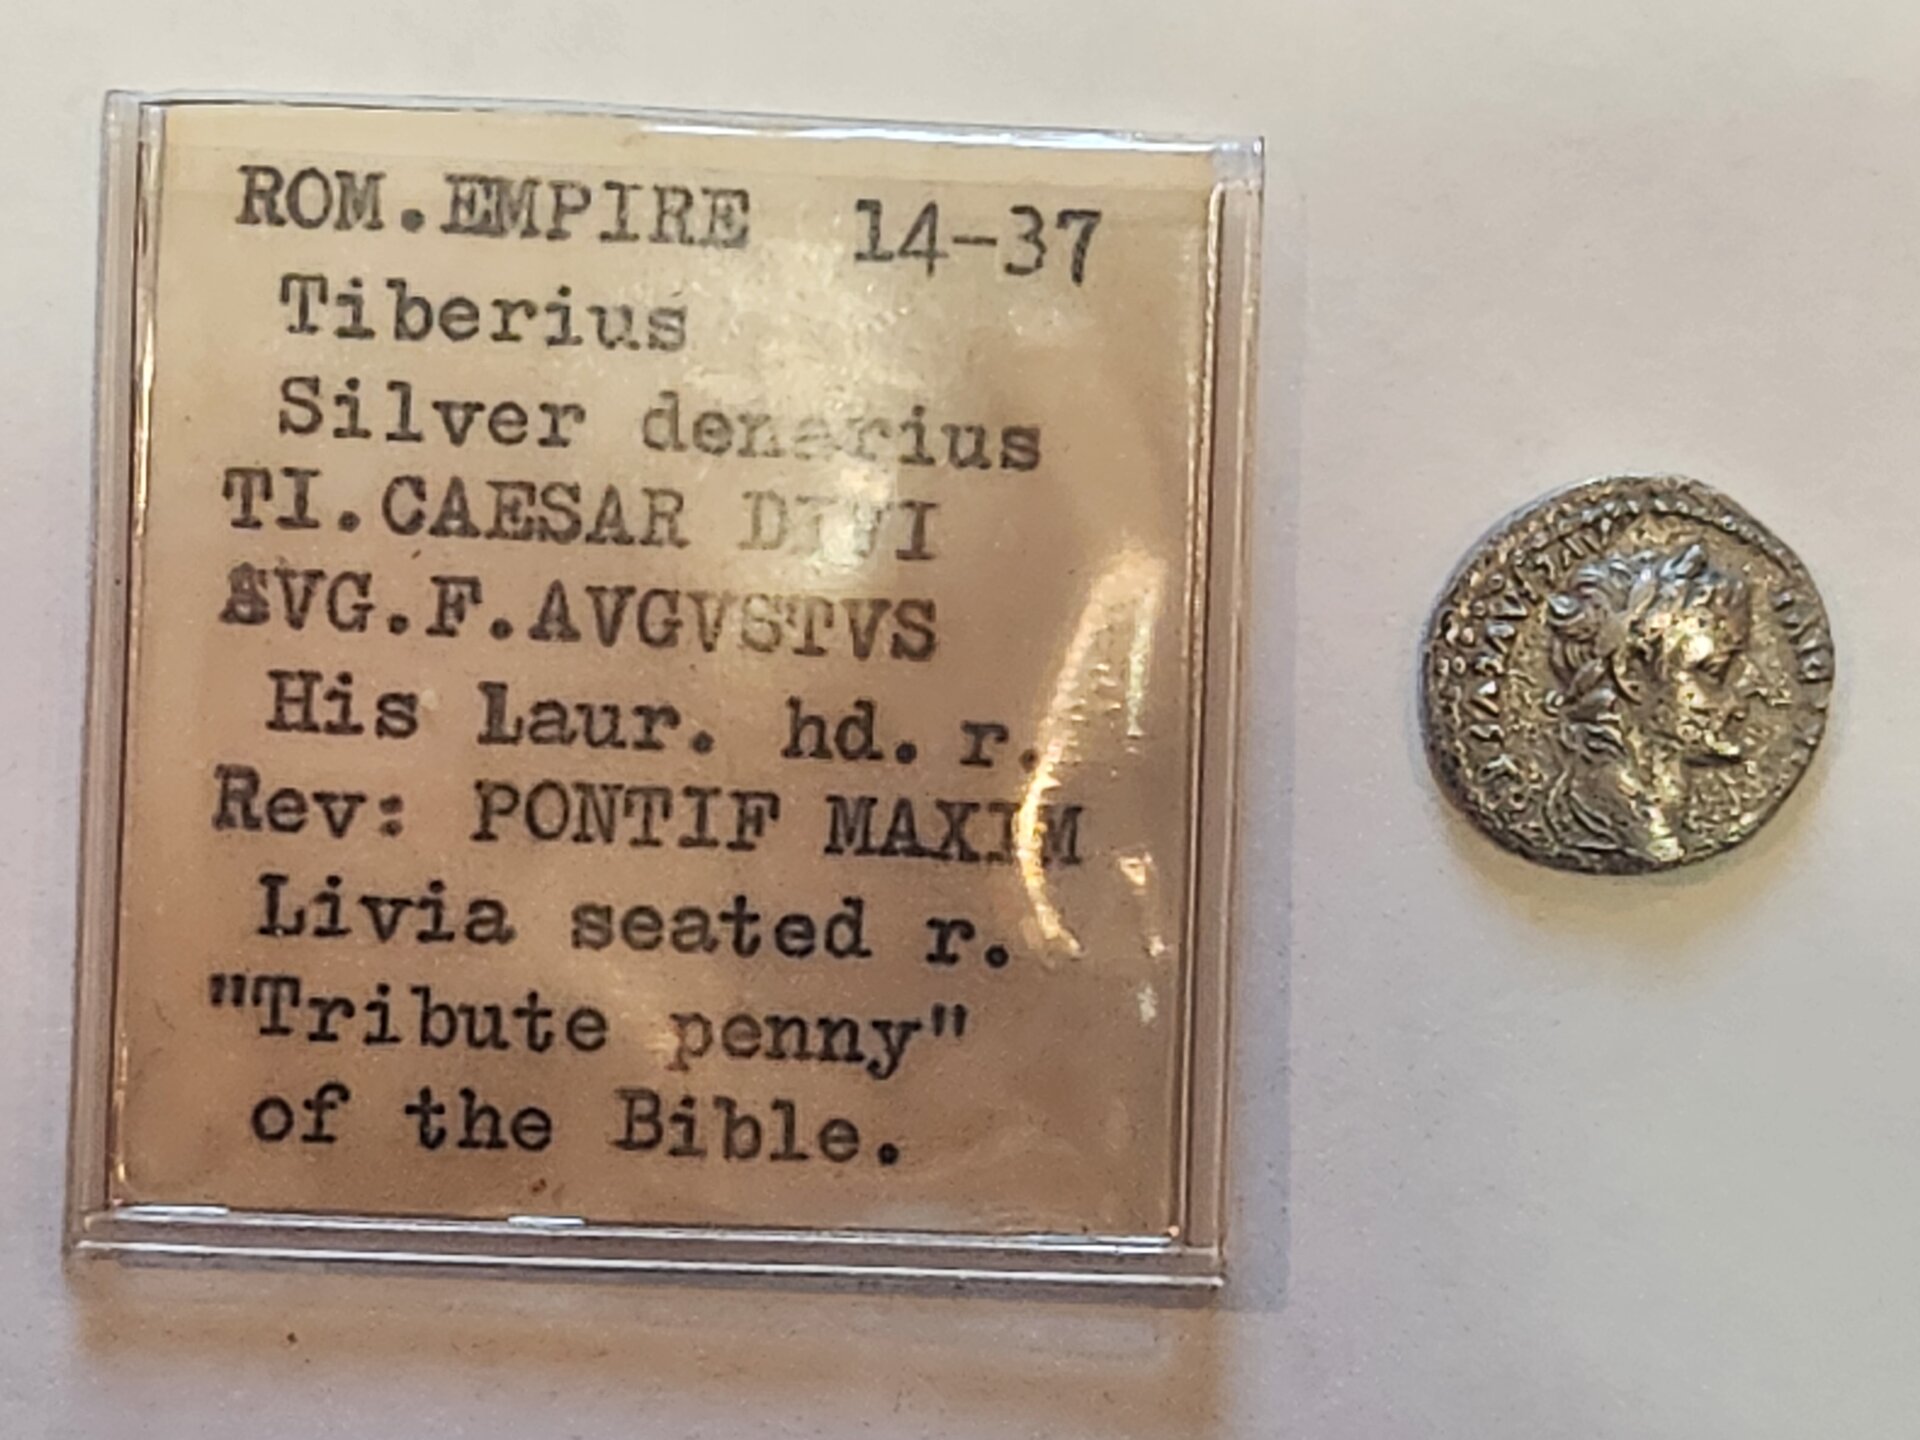 ROM.EMPIRE 14-37
Tiberius
Silver denarius
TI.CAESAR DIVI
AVG.F.AVGVSTVS
His Laur. hd. r.
Rev: PONTIF MAXIM
Livia seated r.
"Tribute penny"
of the Bible.